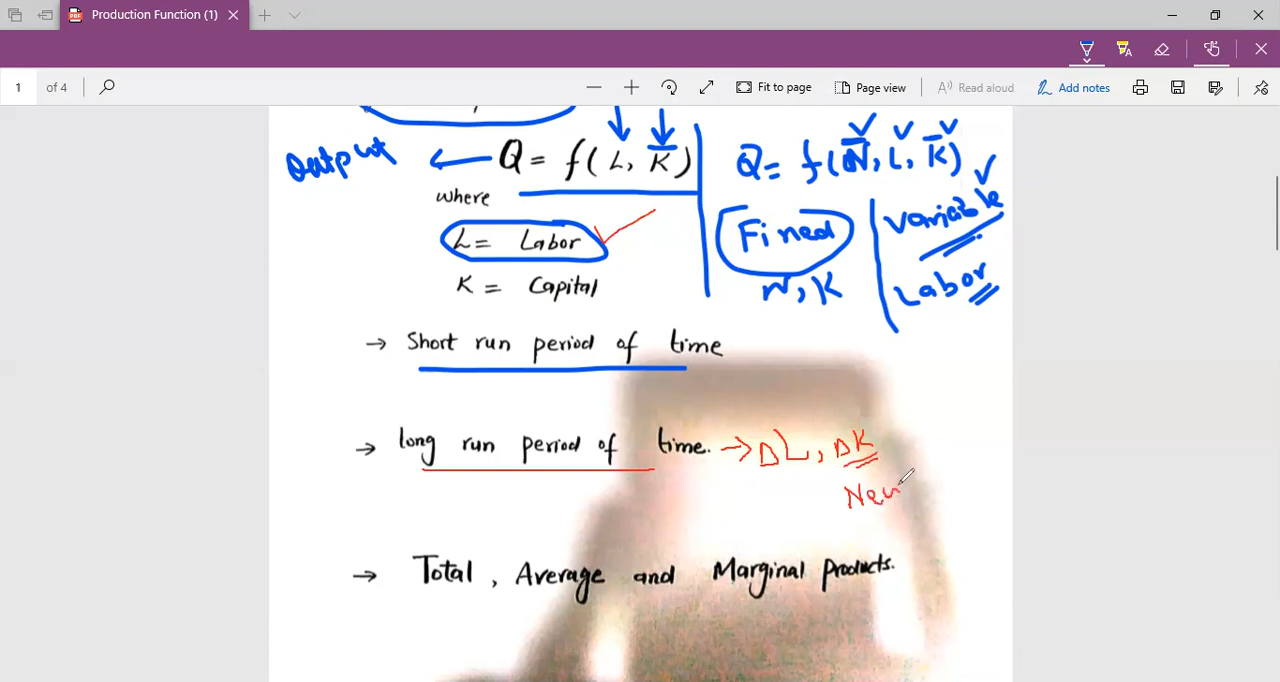 Production Function (1)
1 of 4
Fit to page
Page view
Read aloud
Add notes
Output
Q = f( L, K̅ )
where
L = Labor
K = Capital
Q = f( N̅, L, K̅ )
Fined
N, K
Variable
Labor
→ Short run period of time
→ long run period of time. → ΔL, ΔK
New
→ Total, Average and Marginal Products.